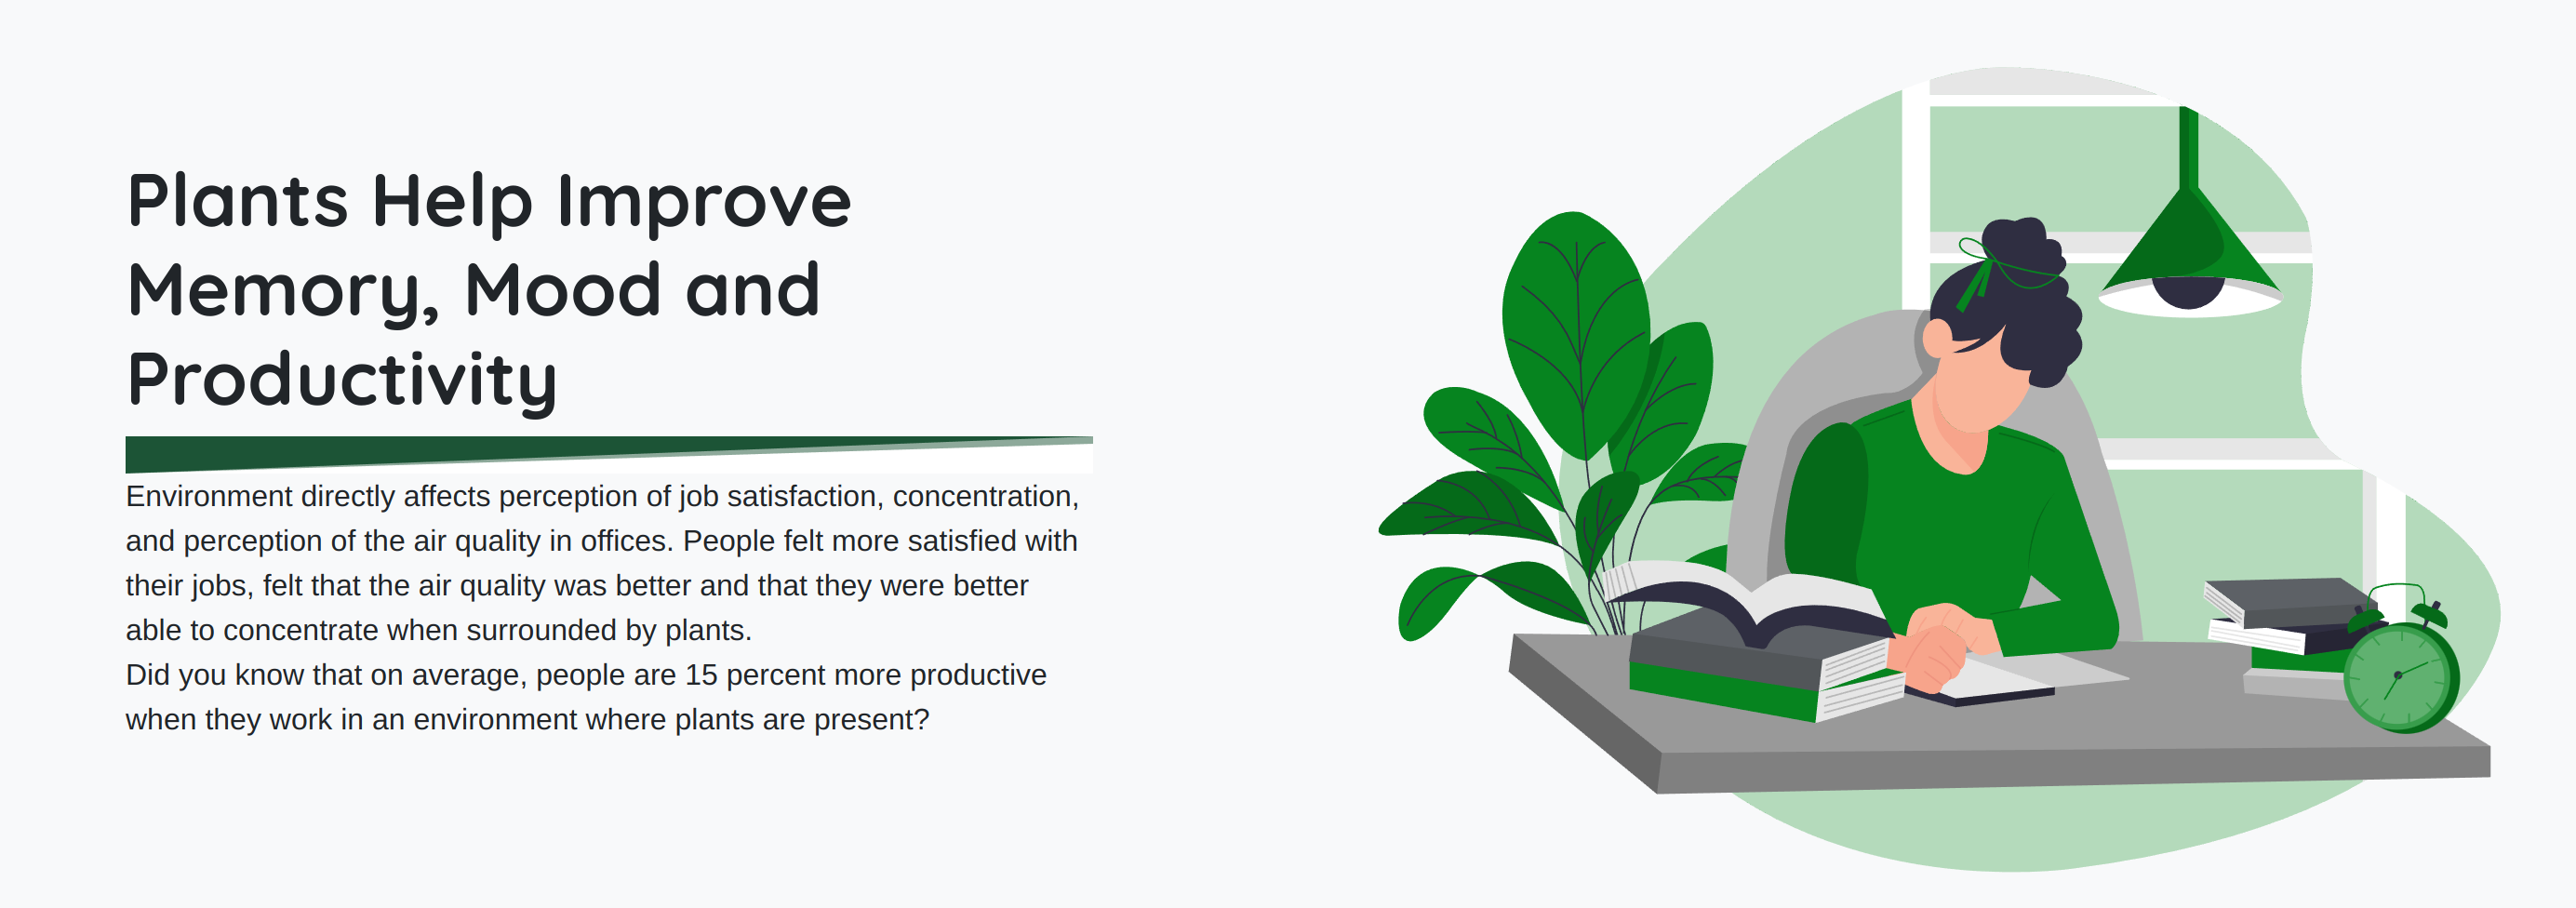 Plants Help Improve
Memory, Mood and
Productivity
Environment directly affects perception of job satisfaction, concentration,
and perception of the air quality in offices. People felt more satisfied with
their jobs, felt that the air quality was better and that they were better
able to concentrate when surrounded by plants.
Did you know that on average, people are 15 percent more productive
when they work in an environment where plants are present?